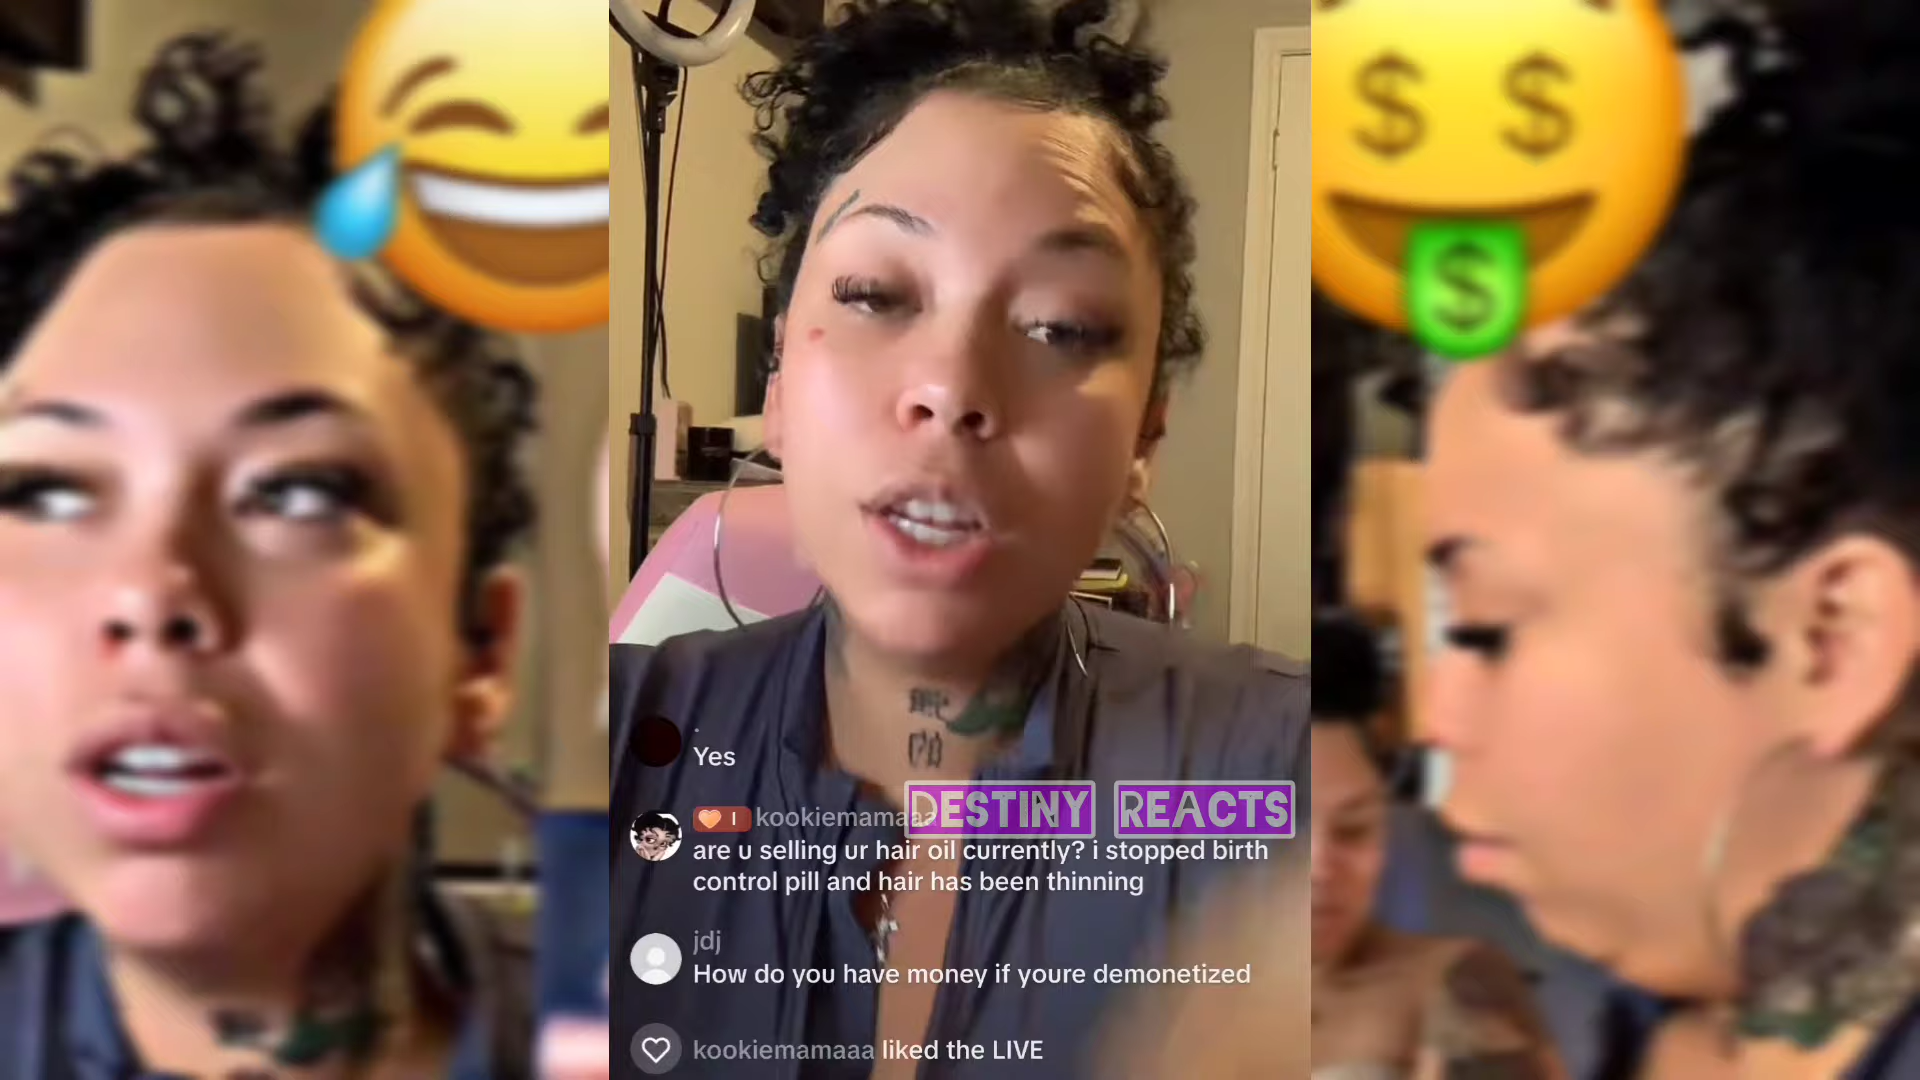 .
Yes
I kookiemamaaa
DESTINY REACTS
are u selling ur hair oil currently? i stopped birth
control pill and hair has been thinning
jdj
How do you have money if youre demonetized
kookiemamaaa liked the LIVE
$ $
$